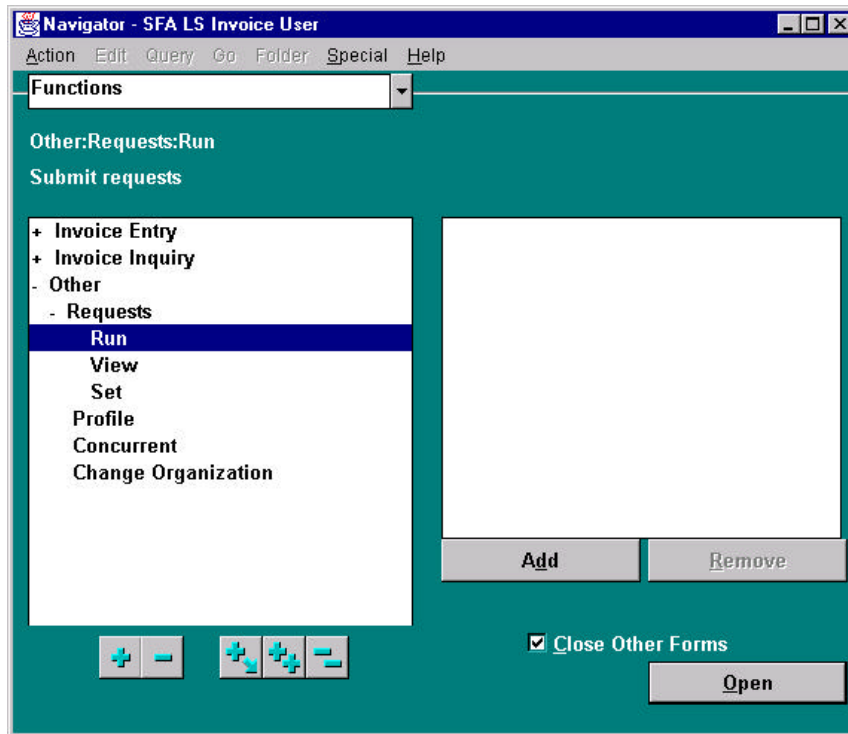 Navigator - SFA LS Invoice User
Action Edit Query Go Folder Special Help
Functions
Other:Requests:Run
Submit requests
+ Invoice Entry
+ Invoice Inquiry
- Other
- Requests
Run
View
Set
Profile
Concurrent
Change Organization
Add Remove
Close Other Forms
Open